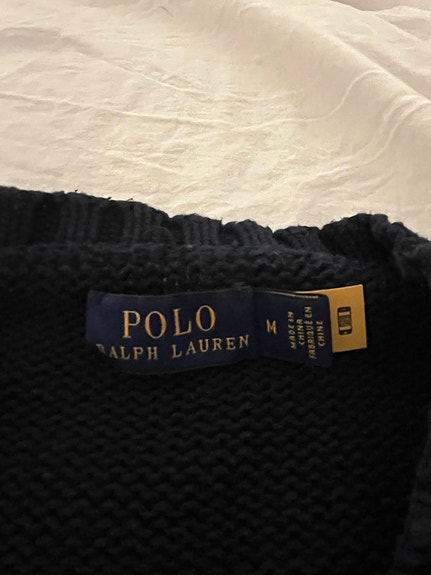 POLO
RALPH LAUREN
M
MADE IN
CHINA
FABRIQUÉ EN
CHINE